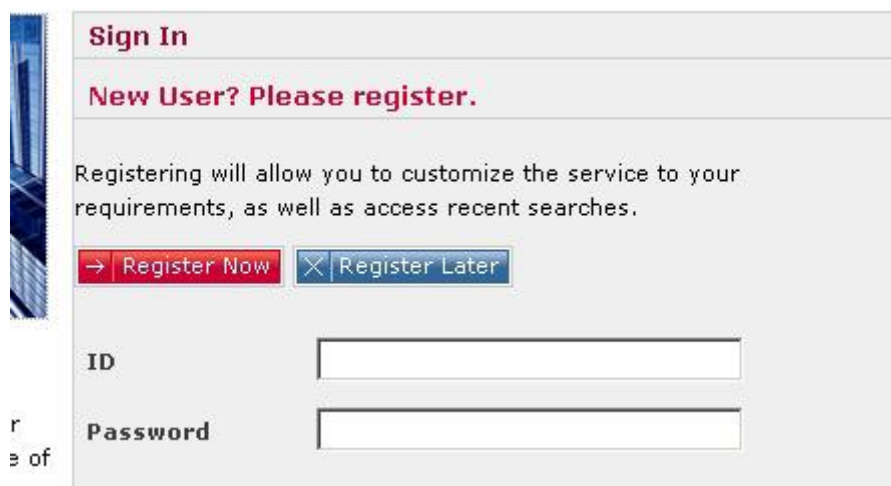 Sign In
New User? Please register.
Registering will allow you to customize the service to your
requirements, as well as access recent searches.
Register Now
Register Later
ID
Password
r
e of